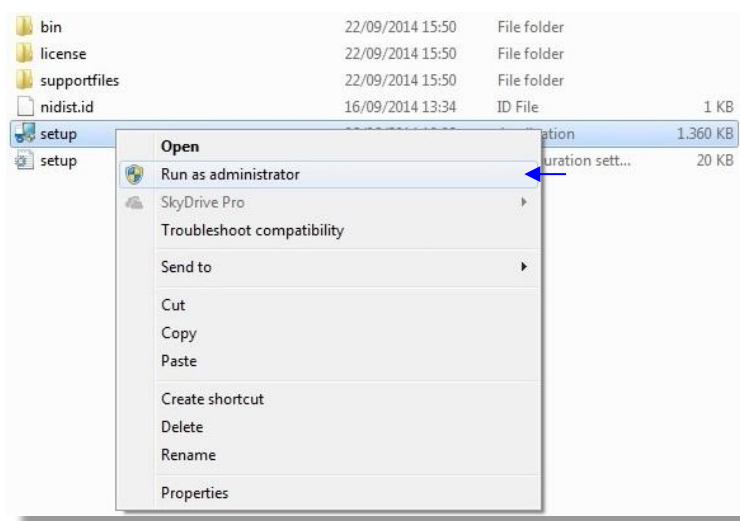 bin 22/09/2014 15:50 File folder
license 22/09/2014 15:50 File folder
supportfiles 22/09/2014 15:50 File folder
nidist.id 16/09/2014 13:34 ID File 1 KB
setup 1.360 KB
Open
setup sett... 20 KB
Run as administrator
SkyDrive Pro
Troubleshoot compatibility
Send to
Cut
Copy
Paste
Create shortcut
Delete
Rename
Properties